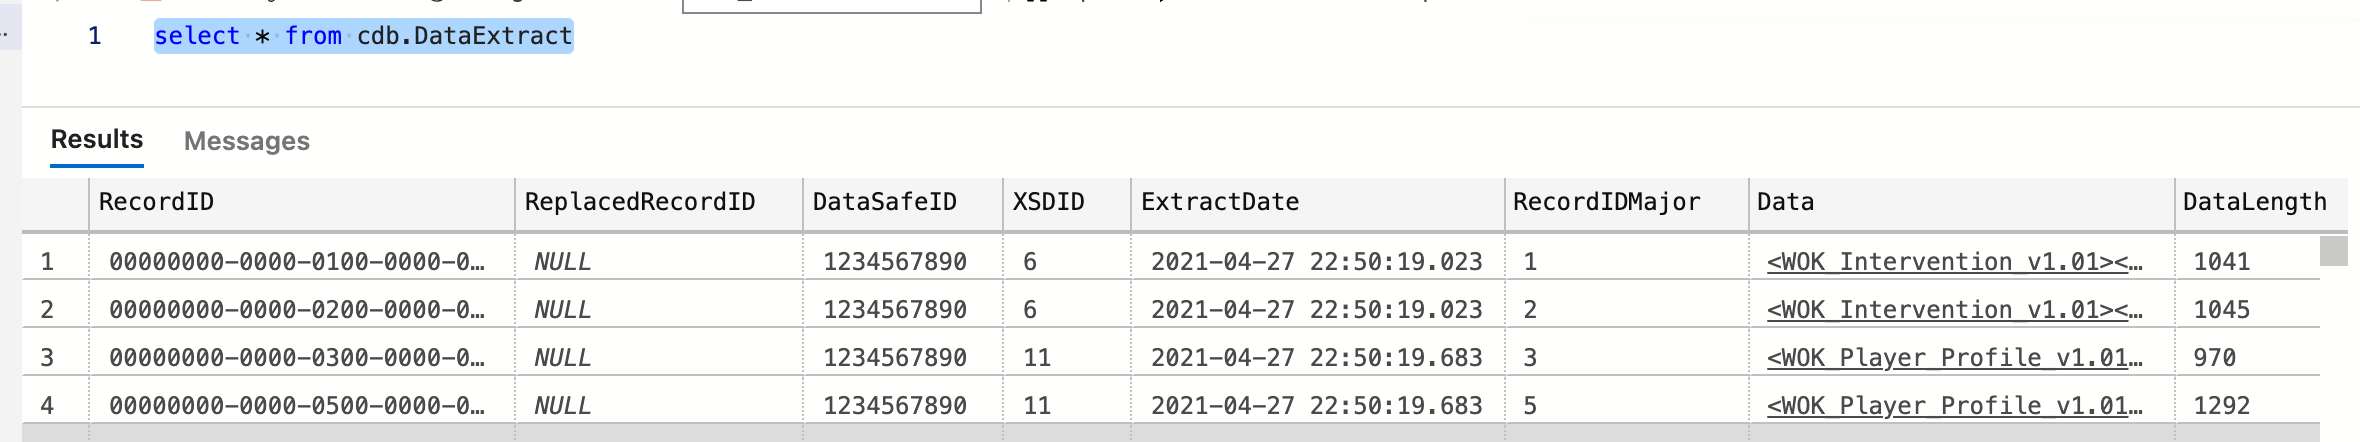 1 select * from cdb.DataExtract
Results Messages
RecordID ReplacedRecordID DataSafeID XSDID ExtractDate RecordIDMajor Data DataLength
1 00000000-0000-0100-0000-0… NULL 1234567890 6 2021-04-27 22:50:19.023 1 <WOK_Intervention_v1.01><… 1041
2 00000000-0000-0200-0000-0… NULL 1234567890 6 2021-04-27 22:50:19.023 2 <WOK_Intervention_v1.01><… 1045
3 00000000-0000-0300-0000-0… NULL 1234567890 11 2021-04-27 22:50:19.683 3 <WOK_Player_Profile_v1.01… 970
4 00000000-0000-0500-0000-0… NULL 1234567890 11 2021-04-27 22:50:19.683 5 <WOK_Player_Profile_v1.01… 1292